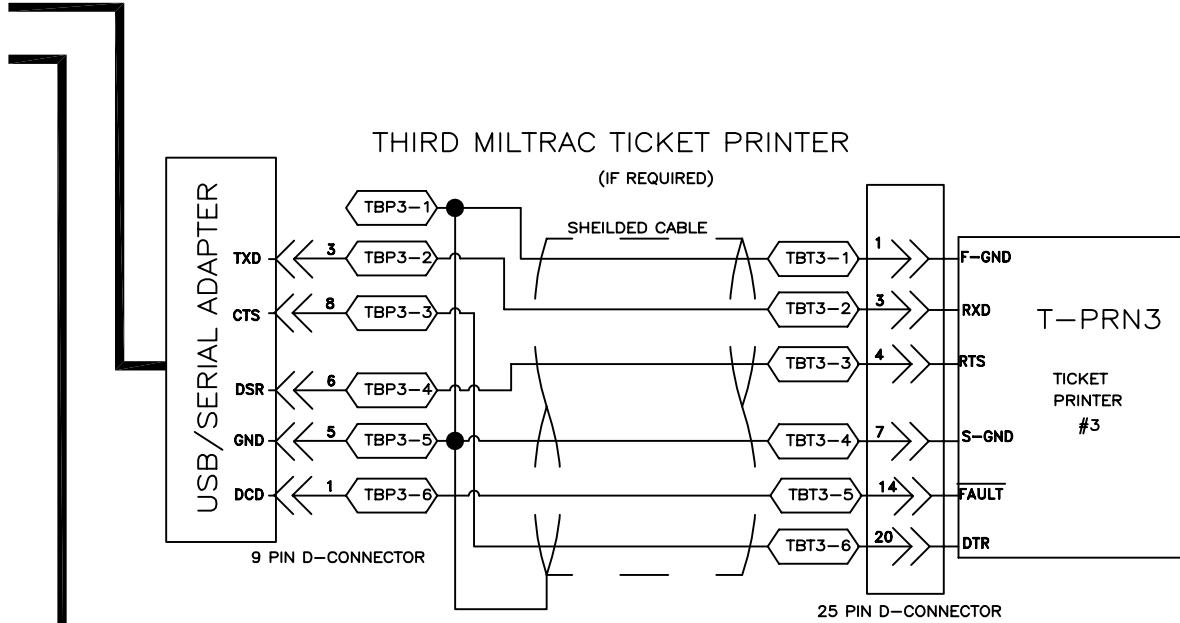 THIRD MILTRAC TICKET PRINTER
(IF REQUIRED)
USB/SERIAL ADAPTER
TBP3-1
SHEILDED CABLE
TXD 3 TBP3-2 TBT3-1 1 F-GND
CTS 8 TBP3-3 TBT3-2 3 RXD
T-PRN3
DSR 6 TBP3-4 TBT3-3 4 RTS
TICKET
PRINTER
#3
GND 5 TBP3-5 TBT3-4 7 S-GND
DCD 1 TBP3-6 TBT3-5 14 FAULT
TBT3-6 20 DTR
9 PIN D-CONNECTOR
25 PIN D-CONNECTOR